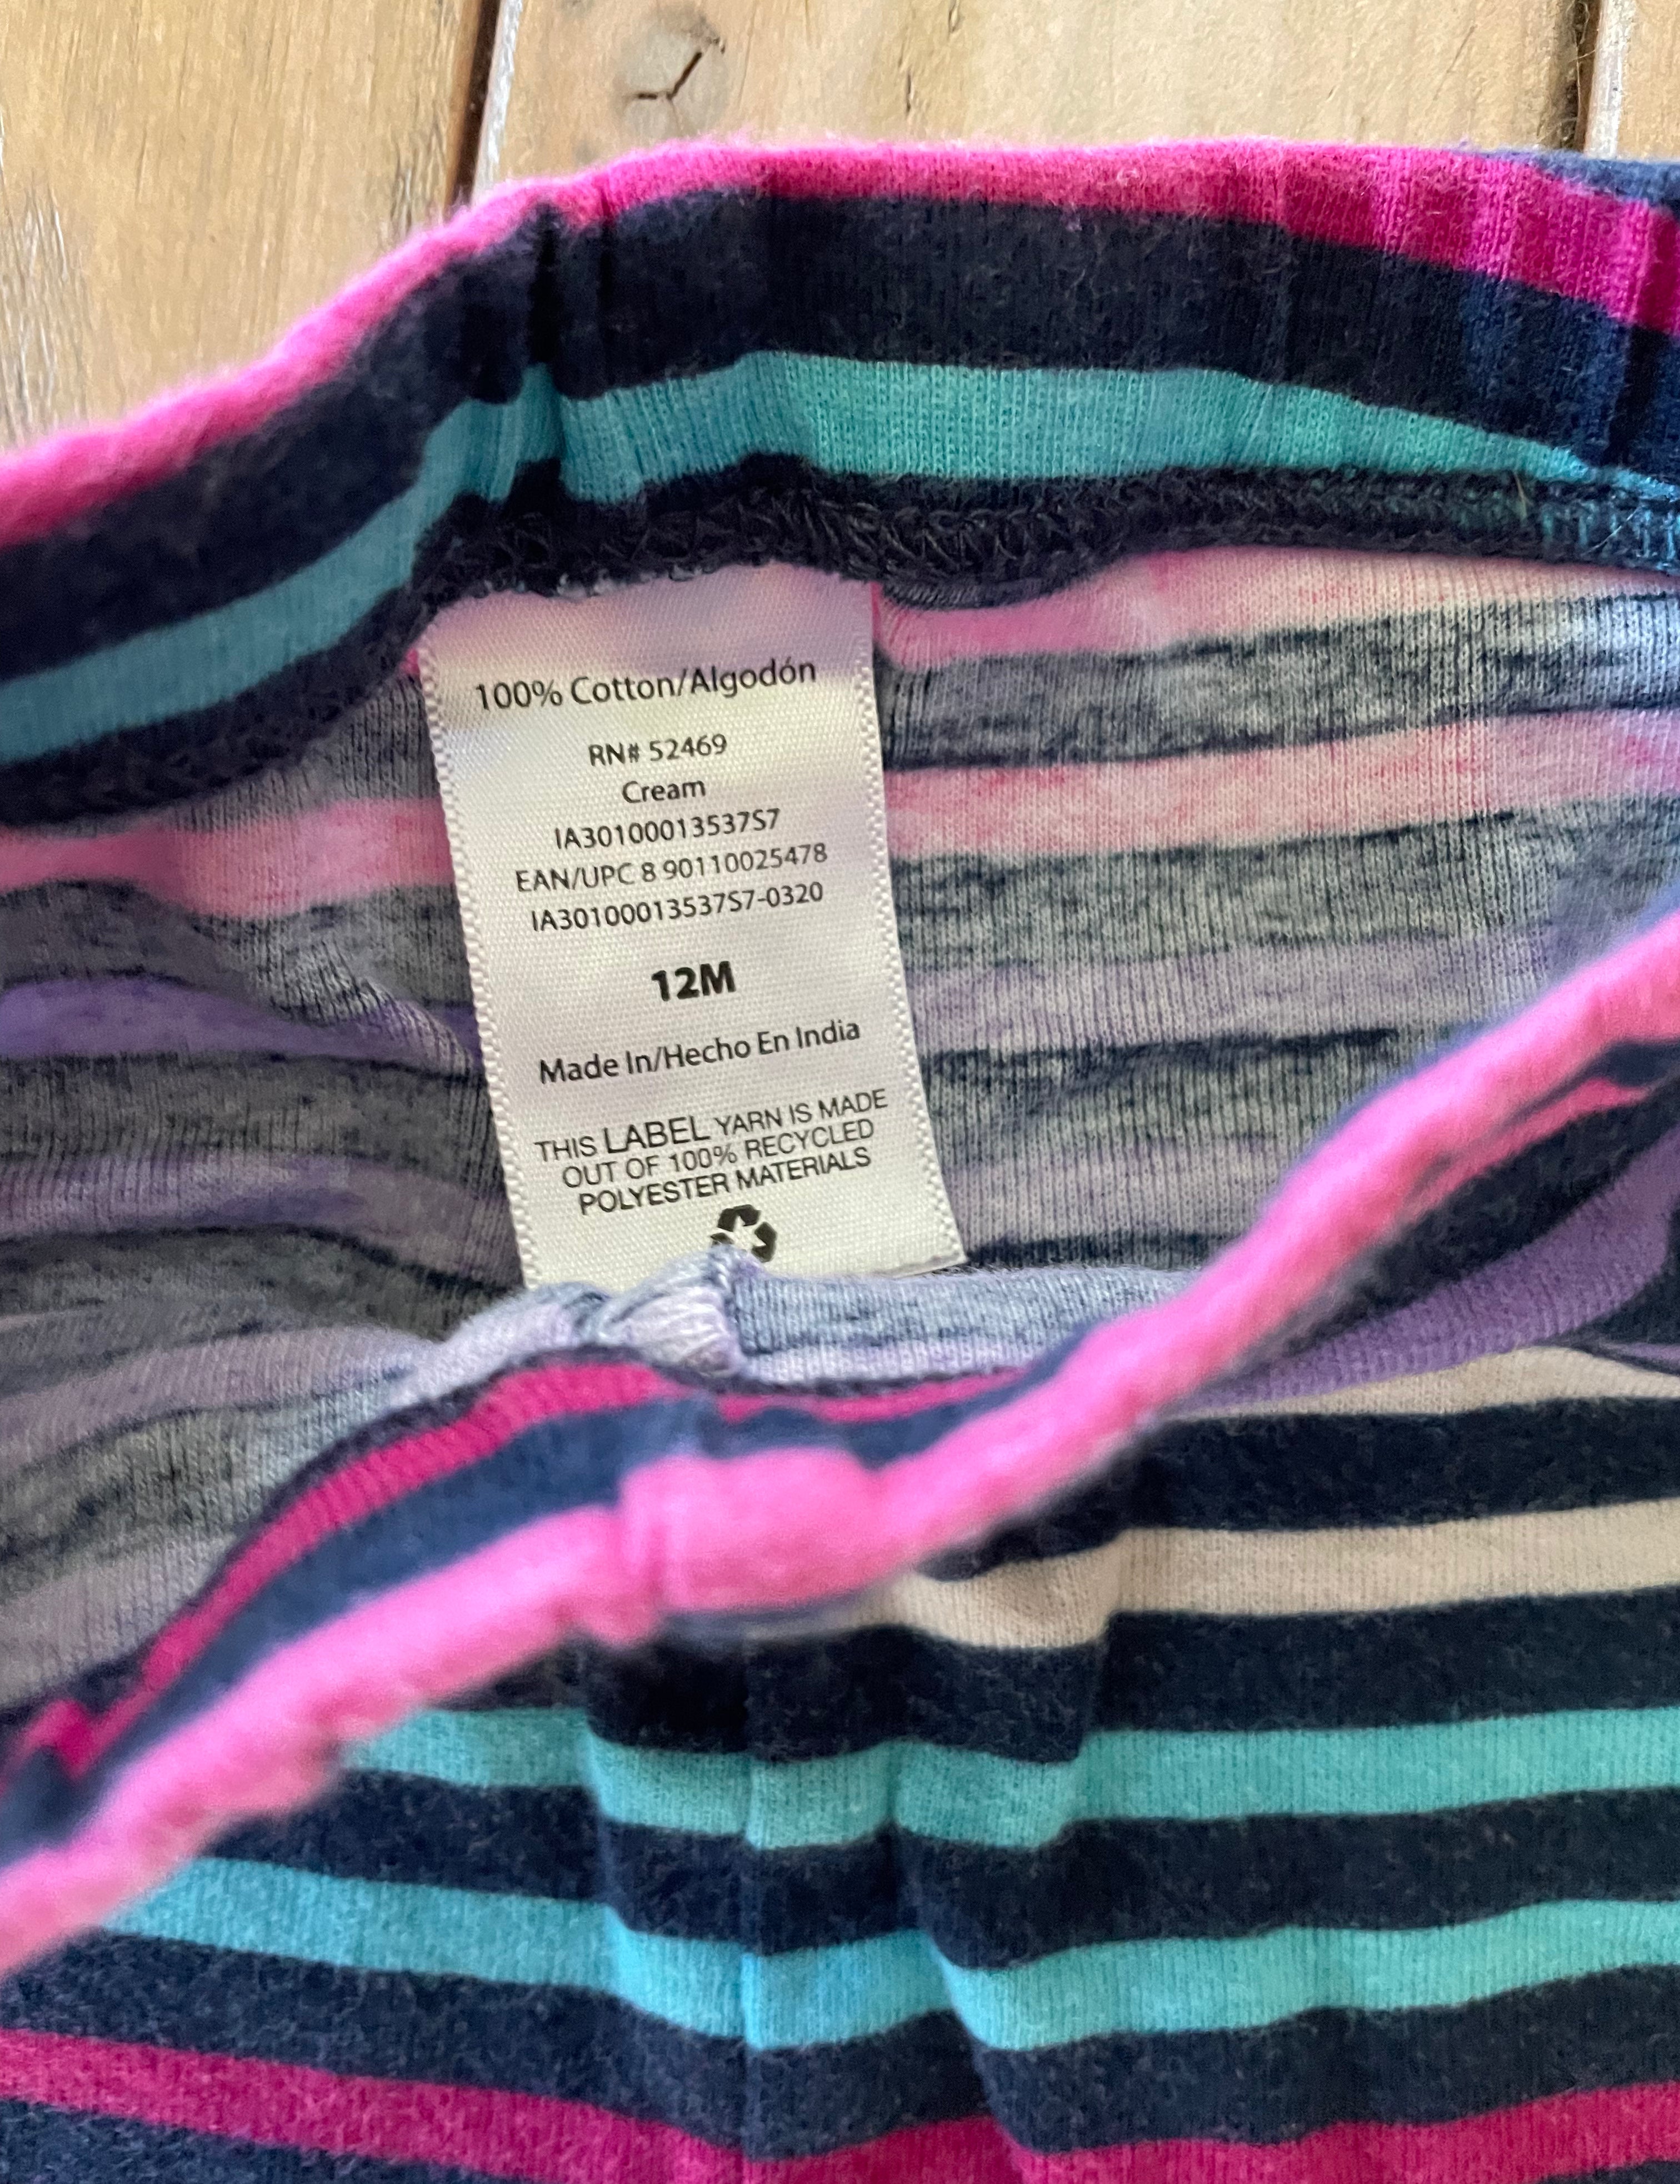 100% Cotton/Algodón
RN# 52469
Cream
IA30100013537S7
EAN/UPC 8 90110025478
IA30100013537S7-0320
12M
Made In/Hecho En India
THIS LABEL YARN IS MADE
OUT OF 100% RECYCLED
POLYESTER MATERIALS